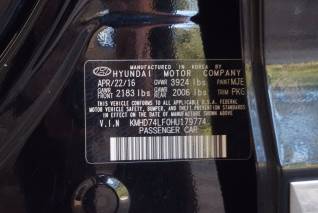 MANUFACTURED IN KOREA BY
HYUNDAI MOTOR COMPANY
APR/22/16 GVWR 3924 lbs PAINT MJE
GAWR FRONT 2183 lbs GAWR REAR 2006 lbs TRIM PKG
THIS VEHICLE CONFORMS TO ALL APPLICABLE U.S. FEDERAL MOTOR
VEHICLE SAFETY, BUMPER, AND THEFT PREVENTION STANDARDS
IN EFFECT ON THE DATE OF MANUFACTURE SHOWN ABOVE.
V.I.N KMHD74LF0HU179774
PASSENGER CAR